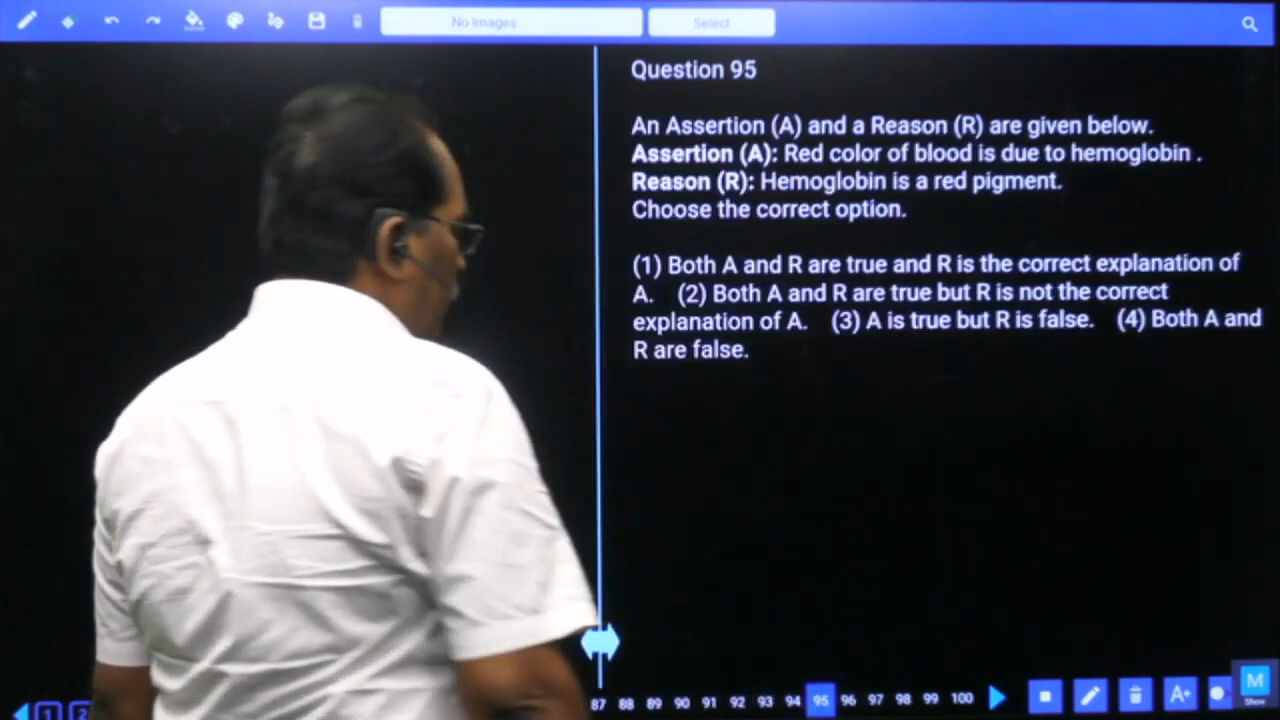 No Images
Select
Question 95
An Assertion (A) and a Reason (R) are given below.
Assertion (A): Red color of blood is due to hemoglobin .
Reason (R): Hemoglobin is a red pigment.
Choose the correct option.
(1) Both A and R are true and R is the correct explanation of
A. (2) Both A and R are true but R is not the correct
explanation of A. (3) A is true but R is false. (4) Both A and
R are false.
1 2 87 88 89 90 91 92 93 94 95 96 97 98 99 100 A+ M
Show